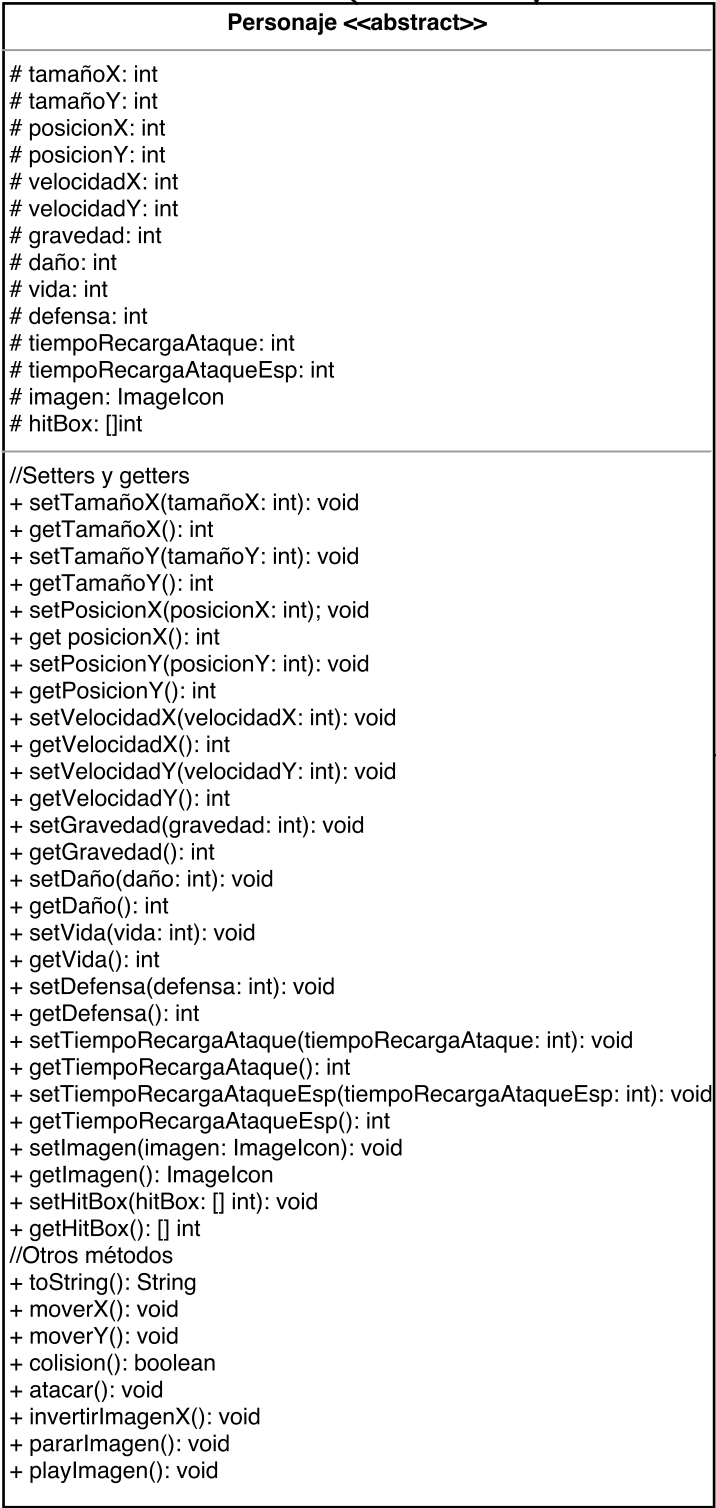 Personaje <<abstract>>
# tamañoX: int
# tamañoY: int
# posicionX: int
# posicionY: int
# velocidadX: int
# velocidadY: int
# gravedad: int
# daño: int
# vida: int
# defensa: int
# tiempoRecargaAtaque: int
# tiempoRecargaAtaqueEsp: int
# imagen: ImageIcon
# hitBox: []int
//Setters y getters
+ setTamañoX(tamañoX: int): void
+ getTamañoX(): int
+ setTamañoY(tamañoY: int): void
+ getTamañoY(): int
+ setPosicionX(posicionX: int); void
+ get posicionX(): int
+ setPosicionY(posicionY: int): void
+ getPosicionY(): int
+ setVelocidadX(velocidadX: int): void
+ getVelocidadX(): int
+ setVelocidadY(velocidadY: int): void
+ getVelocidadY(): int
+ setGravedad(gravedad: int): void
+ getGravedad(): int
+ setDaño(daño: int): void
+ getDaño(): int
+ setVida(vida: int): void
+ getVida(): int
+ setDefensa(defensa: int): void
+ getDefensa(): int
+ setTiempoRecargaAtaque(tiempoRecargaAtaque: int): void
+ getTiempoRecargaAtaque(): int
+ setTiempoRecargaAtaqueEsp(tiempoRecargaAtaqueEsp: int): void
+ getTiempoRecargaAtaqueEsp(): int
+ setImagen(imagen: ImageIcon): void
+ getImagen(): ImageIcon
+ setHitBox(hitBox: [] int): void
+ getHitBox(): [] int
//Otros métodos
+ toString(): String
+ moverX(): void
+ moverY(): void
+ colision(): boolean
+ atacar(): void
+ invertirImagenX(): void
+ pararImagen(): void
+ playImagen(): void